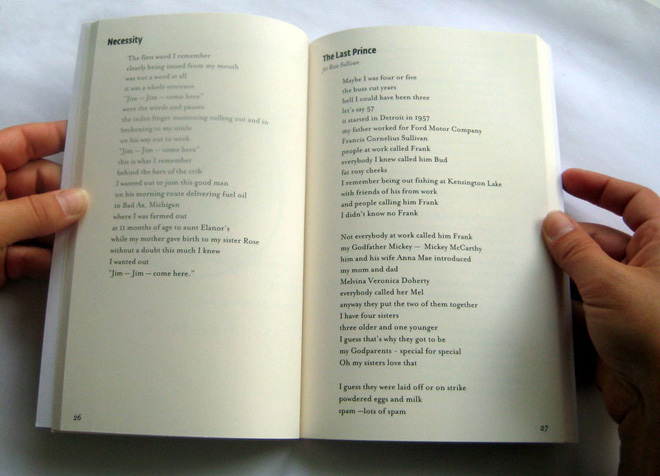 Necessity
The first word I remember
clearly being issued from my mouth
was not a word at all
it was a whole sentence
"Jim – Jim – come here"
were the words and pauses
the index finger motioning rolling out and in
beckoning to my uncle
on his way out to work
"Jim – Jim – come here"
this is what I remember
behind the bars of the crib
I wanted out to join this good man
on his morning route delivering fuel oil
in Bad Ax, Michigan
where I was farmed out
at 11 months of age to aunt Elanor's
while my mother gave birth to my sister Rose
without a doubt this much I knew
I wanted out
"Jim – Jim – come here."
26
The Last Prince
for Ron Sullivan
Maybe I was four or five
the buzz cut years
hell I could have been three
let's say 57
it started in Detroit in 1957
my father worked for Ford Motor Company
Francis Cornelius Sullivan
people at work called Frank
everybody I knew called him Bud
fat rosy cheeks
I remember being out fishing at Kensington Lake
with friends of his from work
and people calling him Frank
I didn't know no Frank
Not everybody at work called him Frank
my Godfather Mickey – Mickey McCarthy
him and his wife Anna Mae introduced
my mom and dad
Melvina Veronica Doherty
everybody called her Mel
anyway they put the two of them together
I have four sisters
three older and one younger
I guess that's why they got to be
my Godparents – special for special
Oh my sisters love that
I guess they were laid off or on strike
powdered eggs and milk
spam —lots of spam
27